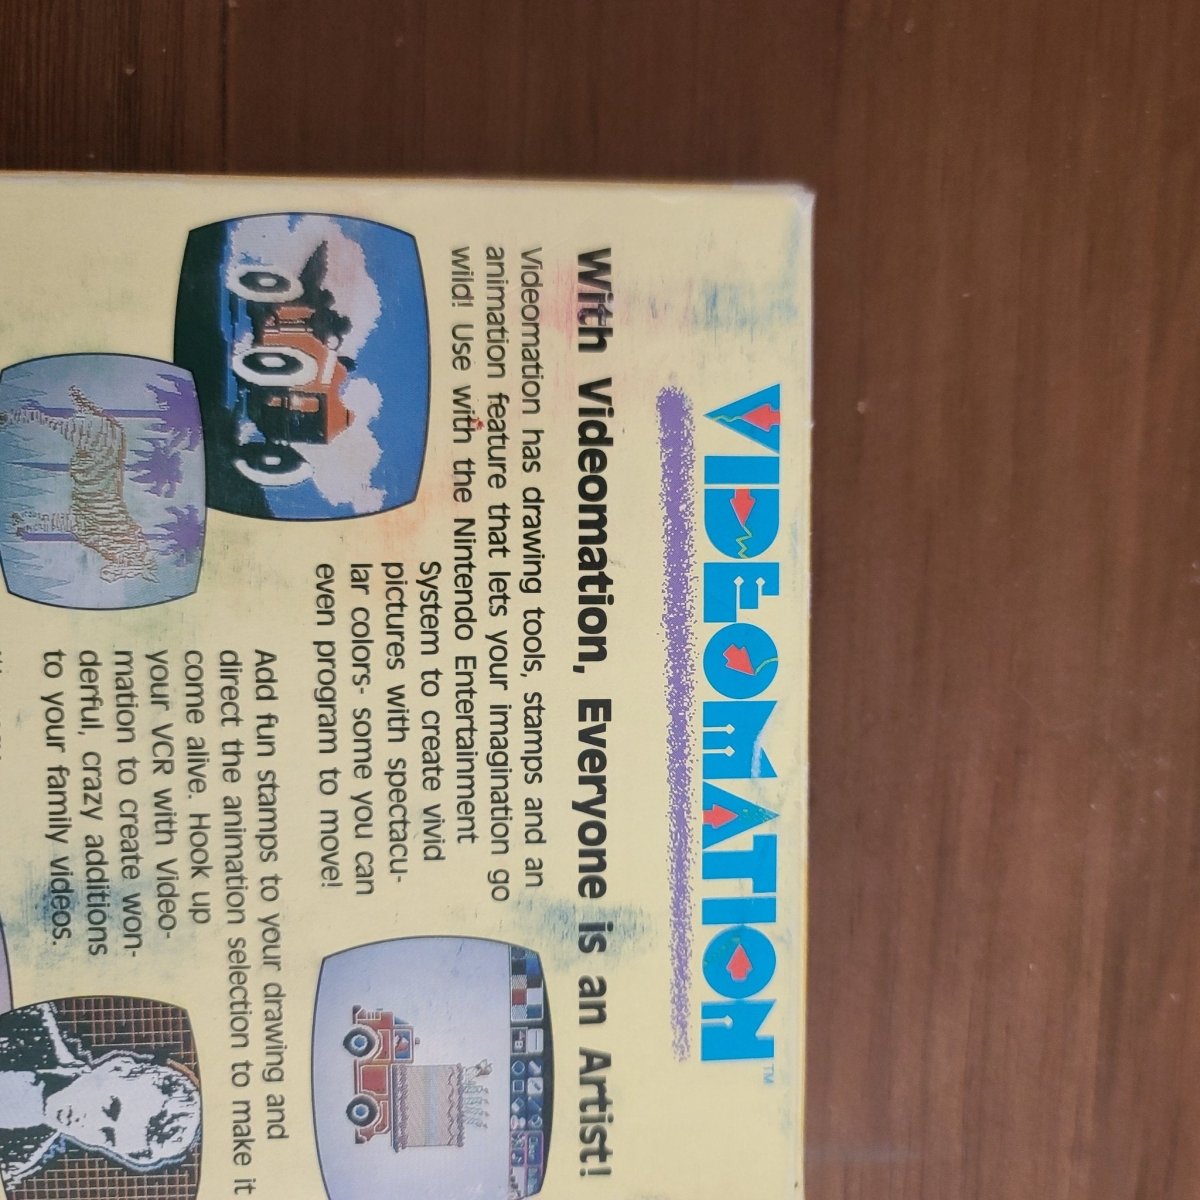 VIDEOMATION™
With Videomation, Everyone is an Artist!
Videomation has drawing tools, stamps and an
animation feature that lets your imagination go
wild! Use with the Nintendo Entertainment
System to create vivid
pictures with spectacu-
lar colors- some you can
even program to move!
Add fun stamps to your drawing and
direct the animation selection to make it
come alive. Hook up
your VCR with Video-
mation to create won-
derful, crazy additions
to your family videos.